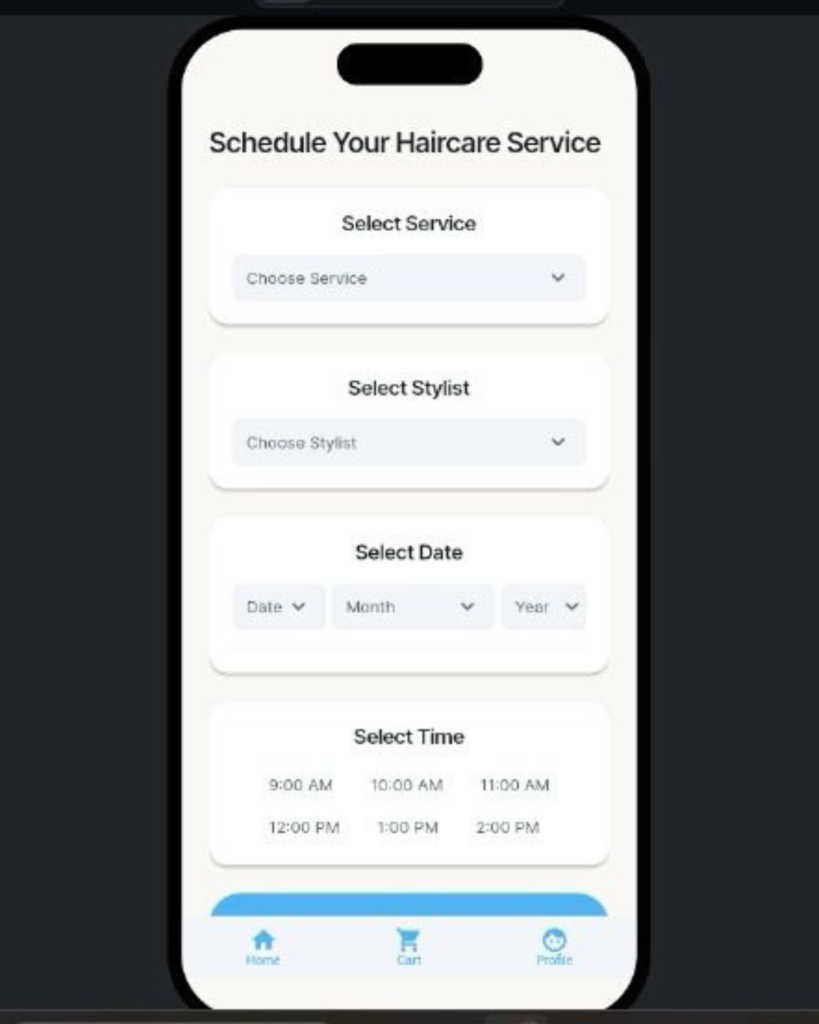 Schedule Your Haircare Service
Select Service
Choose Service
Select Stylist
Choose Stylist
Select Date
Date Month Year
Select Time
9:00 AM 10:00 AM 11:00 AM
12:00 PM 1:00 PM 2:00 PM
Home Cart Profile